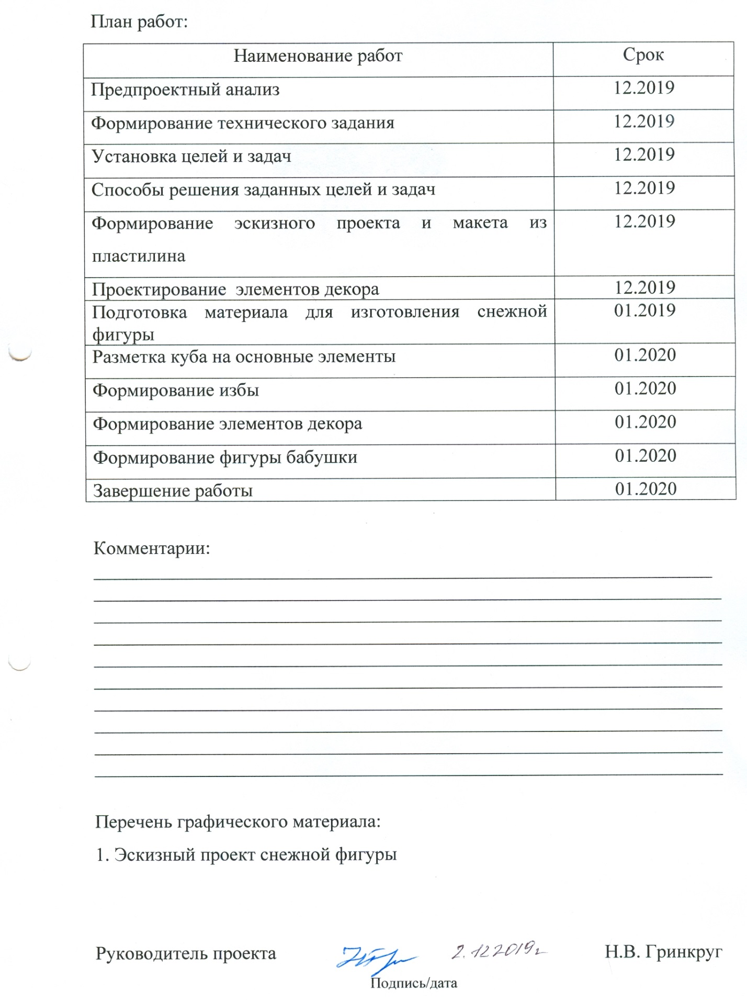 План работ:
Наименование работ Срок
Предпроектный анализ 12.2019
Формирование технического задания 12.2019
Установка целей и задач 12.2019
Способы решения заданных целей и задач 12.2019
Формирование эскизного проекта и макета из 12.2019
пластилина
Проектирование элементов декора 12.2019
Подготовка материала для изготовления снежной 01.2019
фигуры
Разметка куба на основные элементы 01.2020
Формирование избы 01.2020
Формирование элементов декора 01.2020
Формирование фигуры бабушки 01.2020
Завершение работы 01.2020
Комментарии:
Перечень графического материала:
1. Эскизный проект снежной фигуры
Руководитель проекта 2.12 2019г Н.В. Гринкруг
Подпись/дата